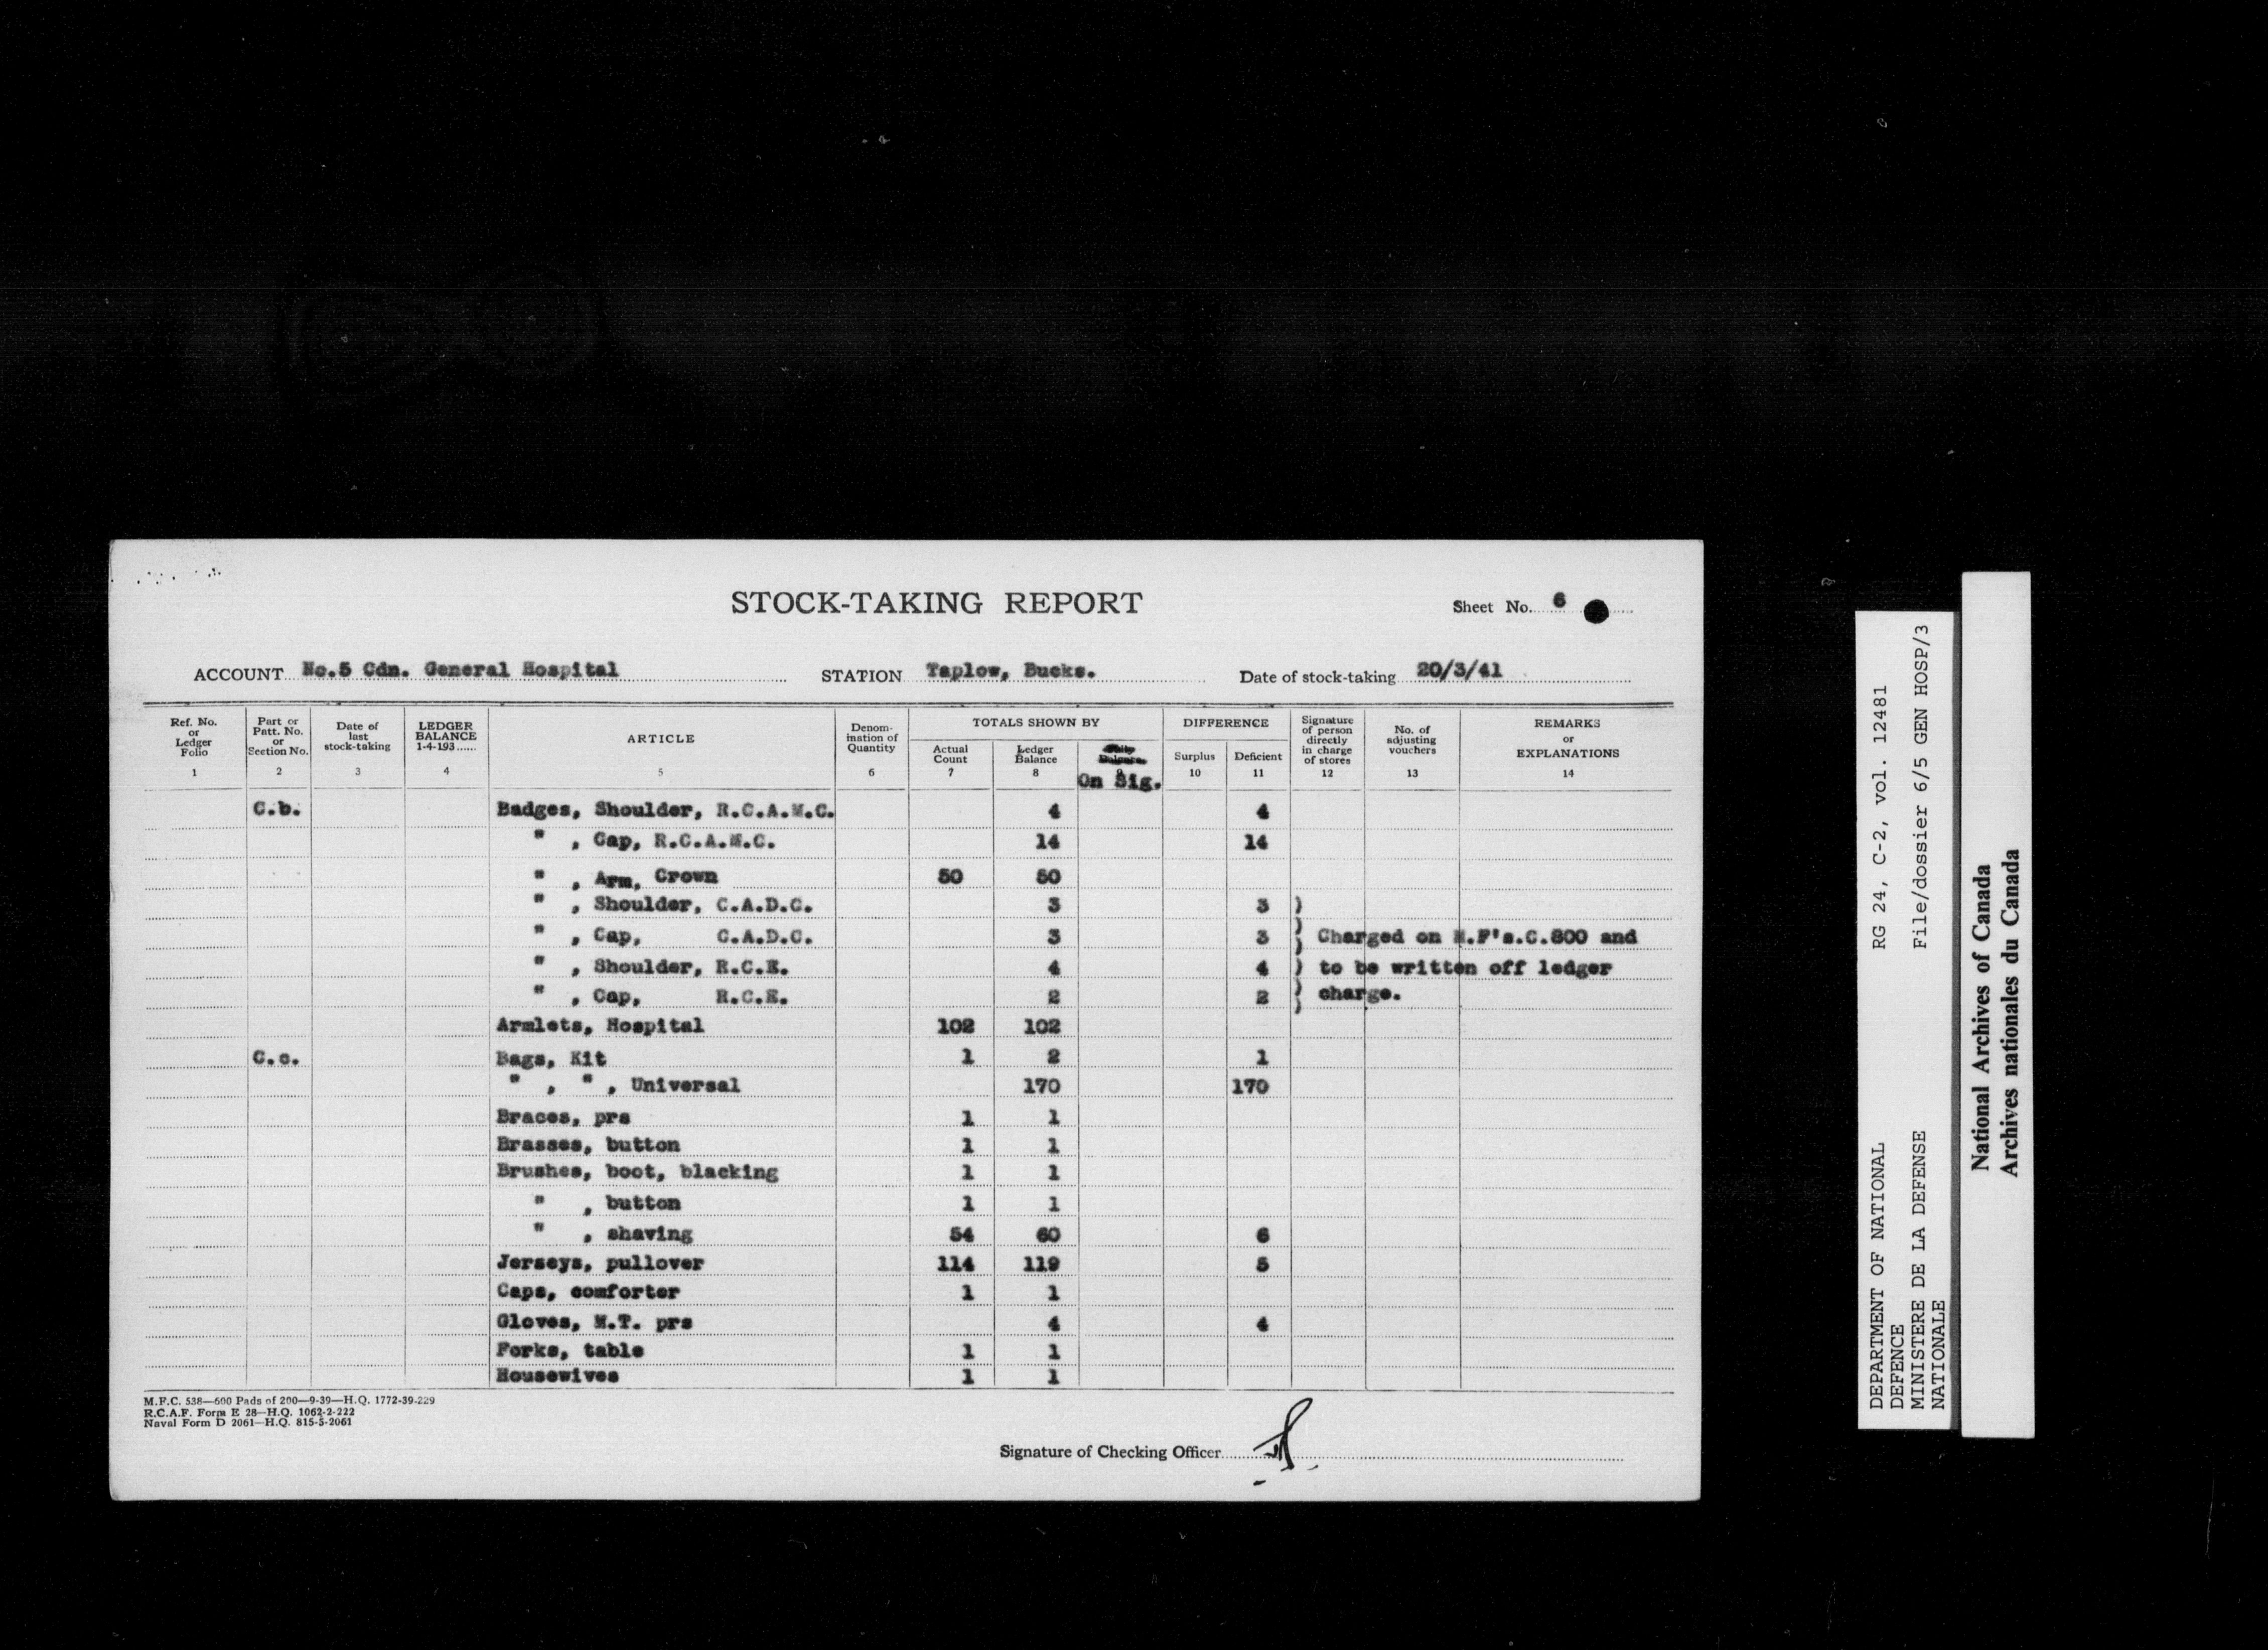 STOCK-TAKING REPORT
Sheet No. 6
ACCOUNT No.5 Cdn. General Hospital STATION Taplow, Bucks. Date of stock-taking 20/3/41
Ref. No. or Ledger Folio 1
Part or Patt. No. or Section No. 2
Date of last stock-taking 3
LEDGER BALANCE 1-4-193...... 4
ARTICLE 5
Denomination of Quantity 6
TOTALS SHOWN BY
Actual Count 7
Ledger Balance 8
On Sig.
DIFFERENCE
Surplus 10
Deficient 11
Signature of person directly in charge of stores 12
No. of adjusting vouchers 13
REMARKS or EXPLANATIONS 14
C.b. Badges, Shoulder, R.C.A.M.C. 4 4
" , Cap, R.C.A.M.C. 14 14
" , Arm, Crown 50 50
" , Shoulder, C.A.D.C. 3 3 )
" , Cap, C.A.D.C. 3 3 ) Charged on M.F's.C.800 and
" , Shoulder, R.C.E. 4 4 ) to be written off ledger
" , Cap, R.C.E. 2 2 ) charge.
Armlets, Hospital 102 102
C.c. Bags, Kit 1 2 1
" , " , Universal 170 170
Braces, prs 1 1
Brasses, button 1 1
Brushes, boot, blacking 1 1
" , button 1 1
" , shaving 54 60 6
Jerseys, pullover 114 119 5
Caps, comforter 1 1
Gloves, M.T. prs 4 4
Forks, table 1 1
Housewives 1 1
M.F.C. 538—600 Pads of 200—9-39—H.Q. 1772-39-229
R.C.A.F. Form E 28—H.Q. 1062-2-222
Naval Form D 2061—H.Q. 815-5-2061
Signature of Checking Officer
DEPARTMENT OF NATIONAL RG 24, C-2, vol. 12481
DEFENCE
MINISTERE DE LA DEFENSE File/dossier 6/5 GEN HOSP/3
NATIONALE
National Archives of Canada
Archives nationales du Canada